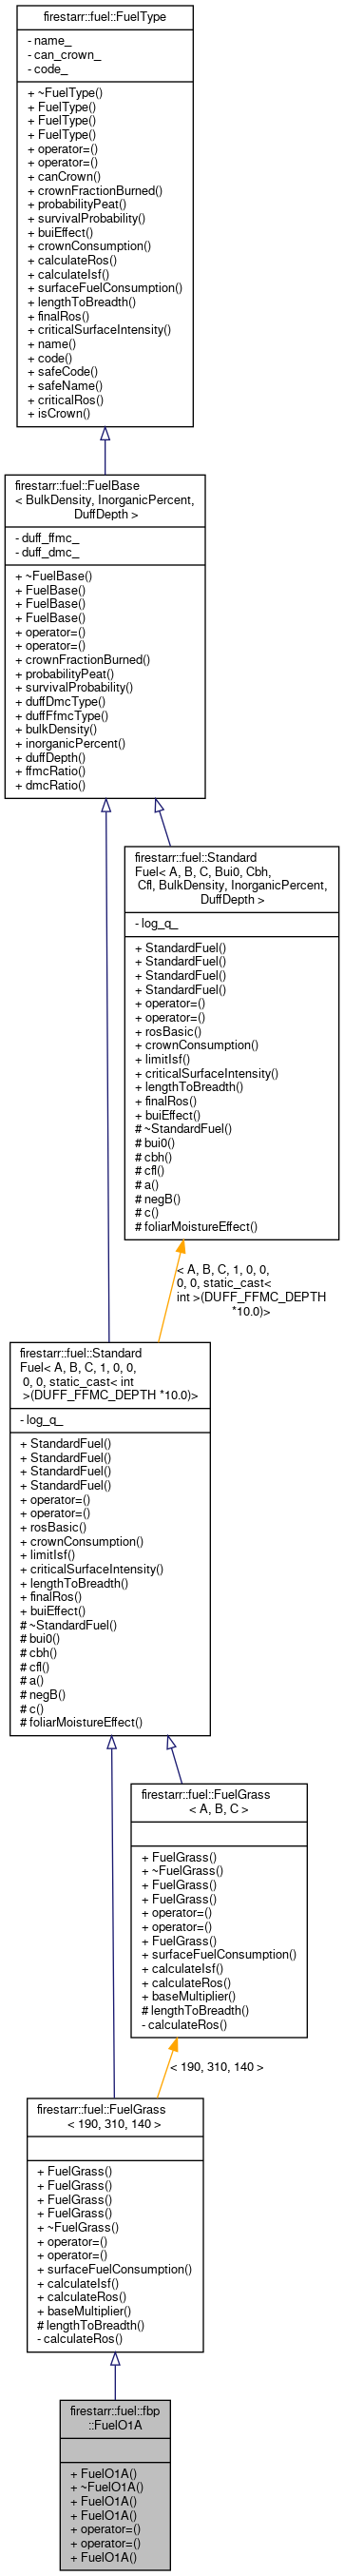 firestarr::fuel::FuelType
- name_
- can_crown_
- code_
+ ~FuelType()
+ FuelType()
+ FuelType()
+ FuelType()
+ operator=()
+ operator=()
+ canCrown()
+ crownFractionBurned()
+ probabilityPeat()
+ survivalProbability()
+ buiEffect()
+ crownConsumption()
+ calculateRos()
+ calculateIsf()
+ surfaceFuelConsumption()
+ lengthToBreadth()
+ finalRos()
+ criticalSurfaceIntensity()
+ name()
+ code()
+ safeCode()
+ safeName()
+ criticalRos()
+ isCrown()
firestarr::fuel::FuelBase
< BulkDensity, InorganicPercent,
DuffDepth >
- duff_ffmc_
- duff_dmc_
+ ~FuelBase()
+ FuelBase()
+ FuelBase()
+ FuelBase()
+ operator=()
+ operator=()
+ crownFractionBurned()
+ probabilityPeat()
+ survivalProbability()
+ duffDmcType()
+ duffFfmcType()
+ bulkDensity()
+ inorganicPercent()
+ duffDepth()
+ ffmcRatio()
+ dmcRatio()
firestarr::fuel::Standard
Fuel< A, B, C, Bui0, Cbh,
Cfl, BulkDensity, InorganicPercent,
DuffDepth >
- log_q_
+ StandardFuel()
+ StandardFuel()
+ StandardFuel()
+ StandardFuel()
+ operator=()
+ operator=()
+ rosBasic()
+ crownConsumption()
+ limitIsf()
+ criticalSurfaceIntensity()
+ lengthToBreadth()
+ finalRos()
+ buiEffect()
# ~StandardFuel()
# bui0()
# cbh()
# cfl()
# a()
# negB()
# c()
# foliarMoistureEffect()
< A, B, C, 1, 0, 0,
0, 0, static_cast<
int >(DUFF_FFMC_DEPTH
*10.0)>
firestarr::fuel::Standard
Fuel< A, B, C, 1, 0, 0,
0, 0, static_cast< int
>(DUFF_FFMC_DEPTH *10.0)>
- log_q_
+ StandardFuel()
+ StandardFuel()
+ StandardFuel()
+ StandardFuel()
+ operator=()
+ operator=()
+ rosBasic()
+ crownConsumption()
+ limitIsf()
+ criticalSurfaceIntensity()
+ lengthToBreadth()
+ finalRos()
+ buiEffect()
# ~StandardFuel()
# bui0()
# cbh()
# cfl()
# a()
# negB()
# c()
# foliarMoistureEffect()
firestarr::fuel::FuelGrass
< A, B, C >
+ FuelGrass()
+ ~FuelGrass()
+ FuelGrass()
+ FuelGrass()
+ operator=()
+ operator=()
+ FuelGrass()
+ surfaceFuelConsumption()
+ calculateIsf()
+ calculateRos()
+ baseMultiplier()
# lengthToBreadth()
- calculateRos()
< 190, 310, 140 >
firestarr::fuel::FuelGrass
< 190, 310, 140 >
+ FuelGrass()
+ FuelGrass()
+ FuelGrass()
+ FuelGrass()
+ ~FuelGrass()
+ operator=()
+ operator=()
+ surfaceFuelConsumption()
+ calculateIsf()
+ calculateRos()
+ baseMultiplier()
# lengthToBreadth()
- calculateRos()
firestarr::fuel::fbp
::FuelO1A
+ FuelO1A()
+ ~FuelO1A()
+ FuelO1A()
+ FuelO1A()
+ operator=()
+ operator=()
+ FuelO1A()